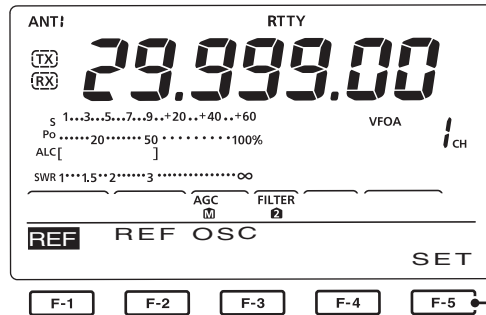 ANT1 RTTY
TX
RX
29.999.00
S 1•••3••5•••7••9••+20••+40••+60 VFOA 1 CH
Po ••••••20•••••••50•••••••••100%
ALC[ ]
SWR 1•••1.5••2••••••3•••••••••••••••∞
AGC FILTER
M 2
REF REF OSC
SET
F-1 F-2 F-3 F-4 F-5